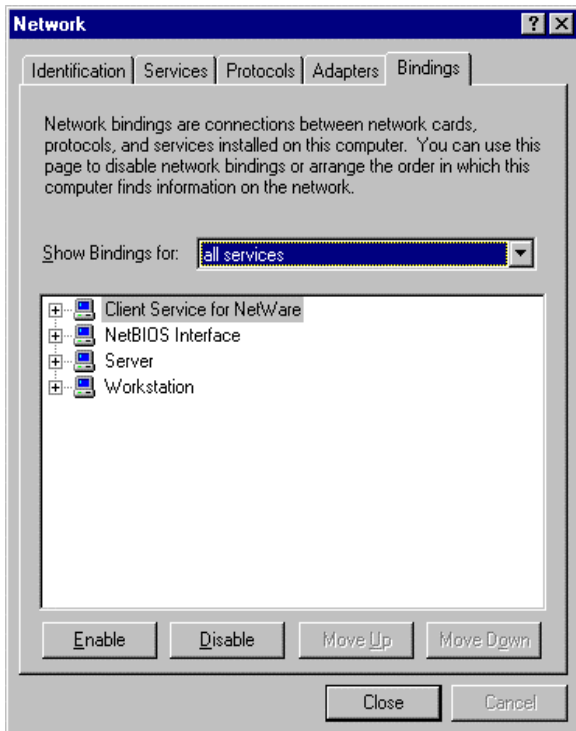 Network
Identification Services Protocols Adapters Bindings
Network bindings are connections between network cards,
protocols, and services installed on this computer. You can use this
page to disable network bindings or arrange the order in which this
computer finds information on the network.
Show Bindings for: all services
Client Service for NetWare
NetBIOS Interface
Server
Workstation
Enable Disable Move Up Move Down
Close Cancel